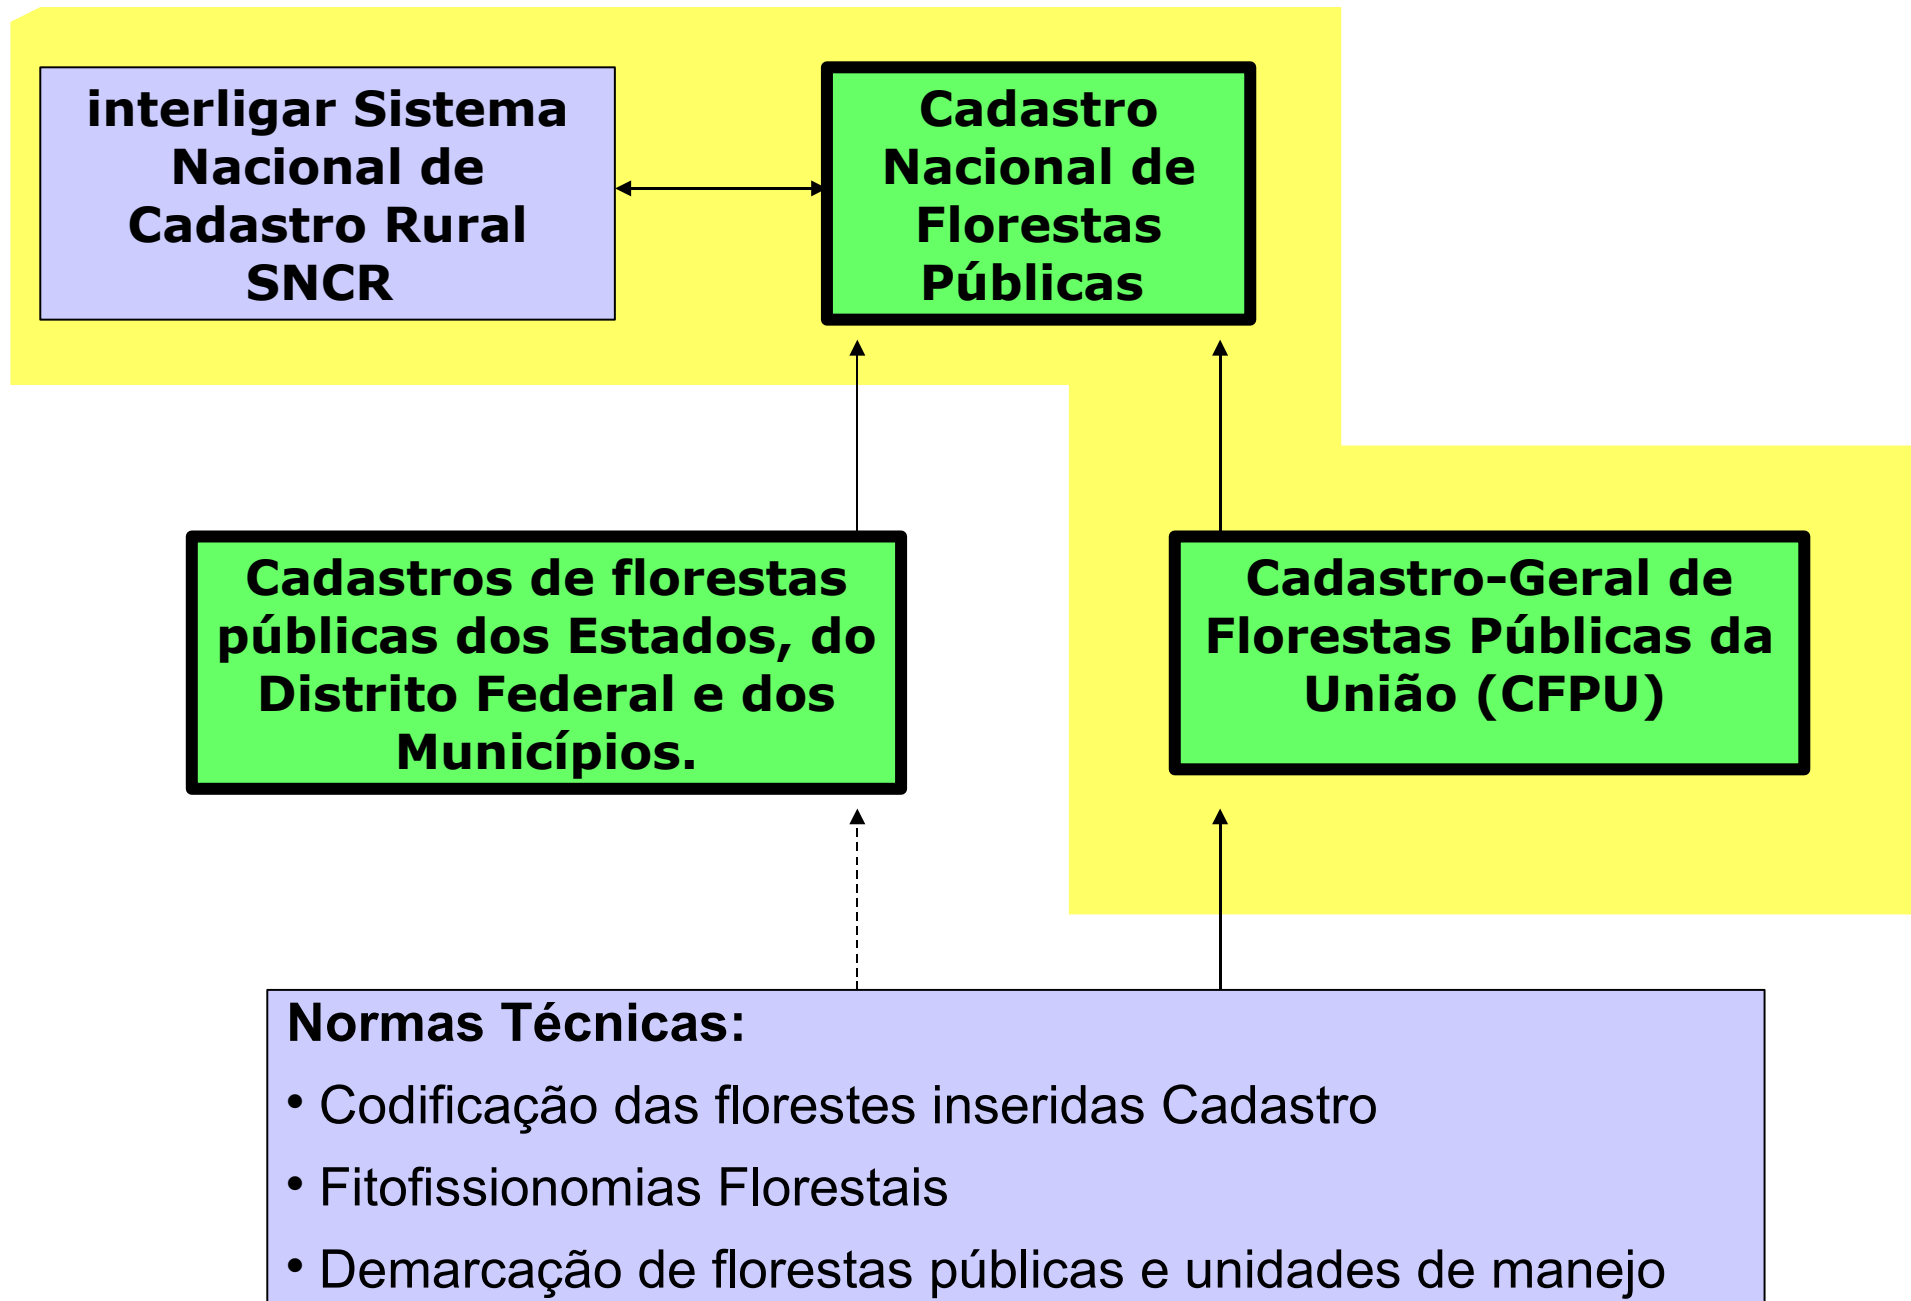 interligar Sistema
Nacional de
Cadastro Rural
SNCR
Cadastro
Nacional de
Florestas
Públicas
Cadastros de florestas
públicas dos Estados, do
Distrito Federal e dos
Municípios.
Cadastro-Geral de
Florestas Públicas da
União (CFPU)
Normas Técnicas:
• Codificação das florestes inseridas Cadastro
• Fitofissionomias Florestais
• Demarcação de florestas públicas e unidades de manejo